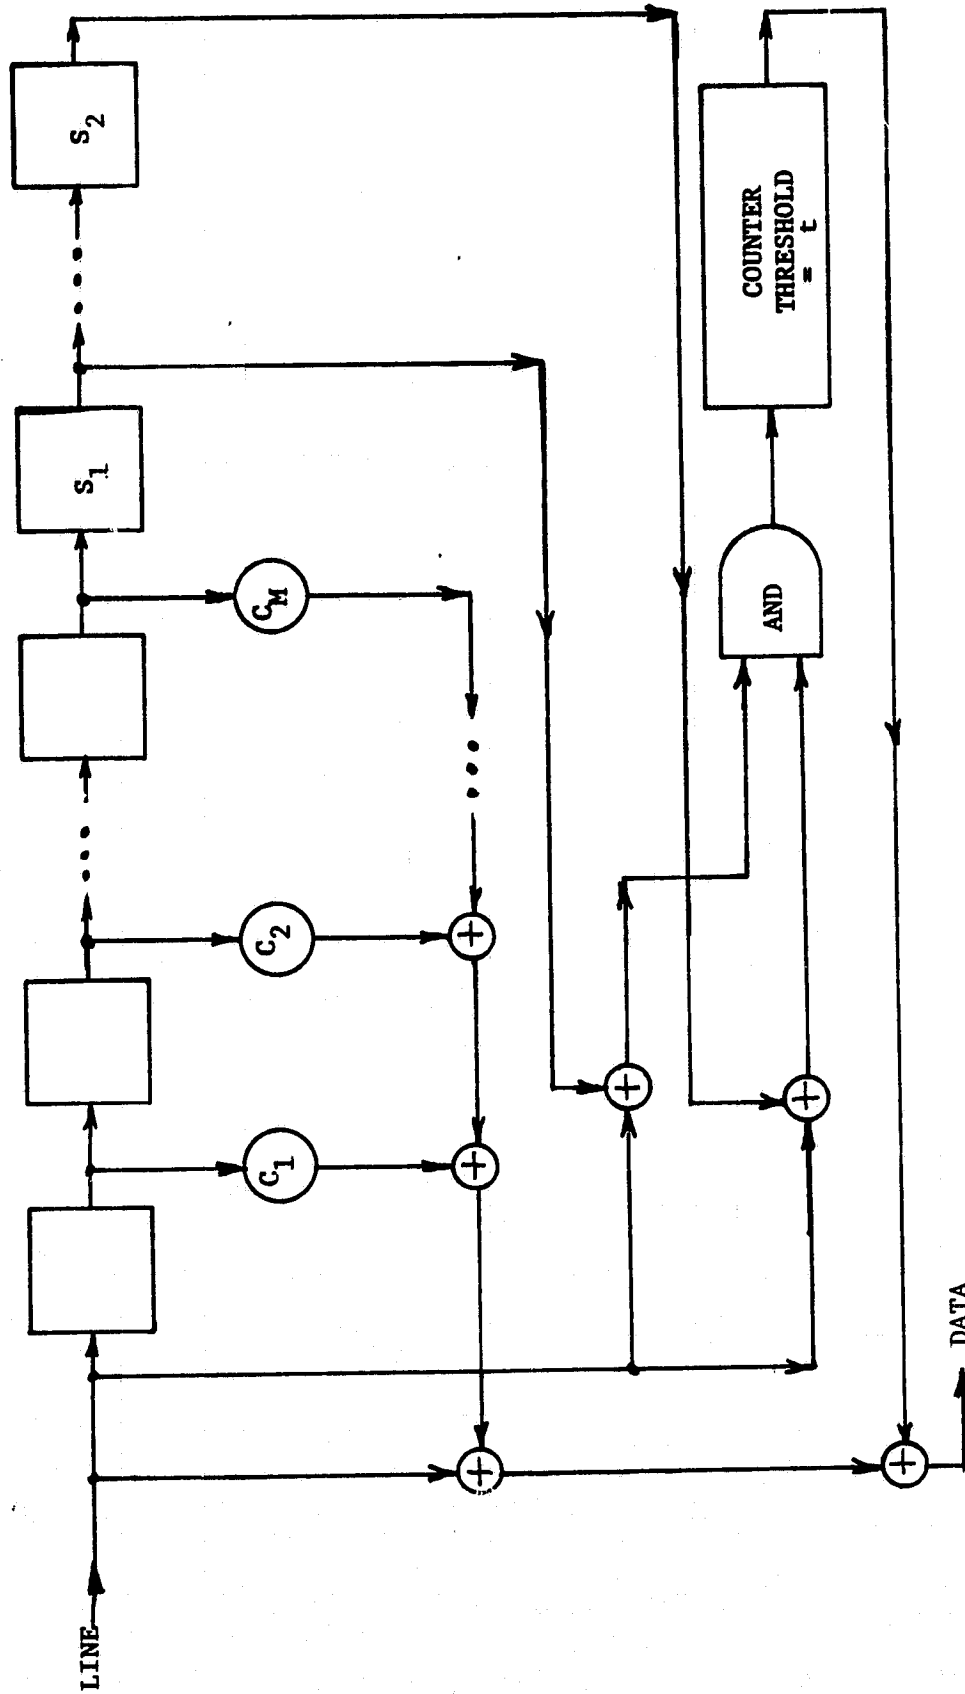 LINE
C1
C2
CM
S1
S2
AND
COUNTER
THRESHOLD
= t
DATA